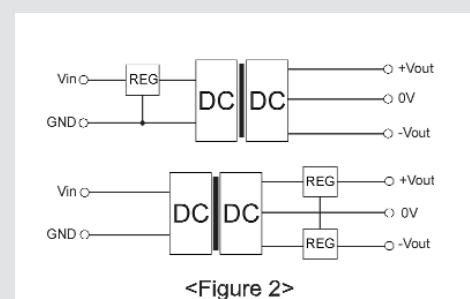 Vin REG DC DC +Vout
0V
GND -Vout
Vin DC DC REG +Vout
0V
GND REG -Vout
<Figure 2>